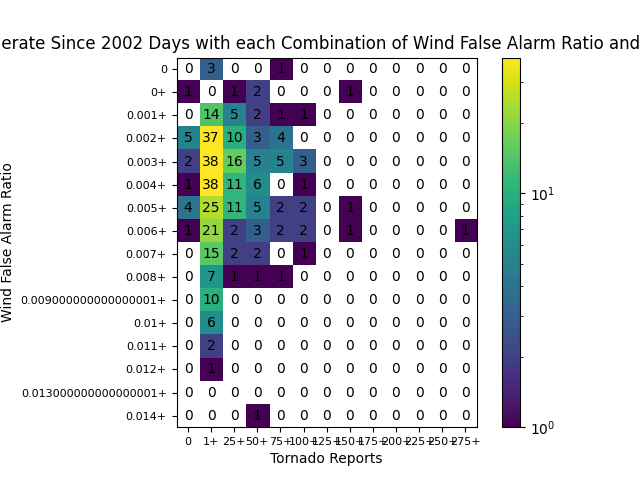 erate Since 2002 Days with each Combination of Wind False Alarm Ratio and
Wind False Alarm Ratio
0 0 3 0 0 1 0 0 0 0 0 0 0 0
0+ 1 0 1 2 0 0 0 1 0 0 0 0 0
0.001+ 0 14 5 2 1 1 0 0 0 0 0 0 0
0.002+ 5 37 10 3 4 0 0 0 0 0 0 0 0
0.003+ 2 38 16 5 5 3 0 0 0 0 0 0 0
0.004+ 1 38 11 6 0 1 0 0 0 0 0 0 0
0.005+ 4 25 11 5 2 2 0 1 0 0 0 0 0
0.006+ 1 21 2 3 2 2 0 1 0 0 0 0 1
0.007+ 0 15 2 2 0 1 0 0 0 0 0 0 0
0.008+ 0 7 1 1 1 0 0 0 0 0 0 0 0
0.009000000000000001+ 0 10 0 0 0 0 0 0 0 0 0 0 0
0.01+ 0 6 0 0 0 0 0 0 0 0 0 0 0
0.011+ 0 2 0 0 0 0 0 0 0 0 0 0 0
0.012+ 0 1 0 0 0 0 0 0 0 0 0 0 0
0.013000000000000001+ 0 0 0 0 0 0 0 0 0 0 0 0 0
0.014+ 0 0 0 1 0 0 0 0 0 0 0 0 0
0 1+ 25+ 50+ 75+ 100+ 125+ 150+ 175+ 200+ 225+ 250+ 275+
Tornado Reports
10¹
10⁰